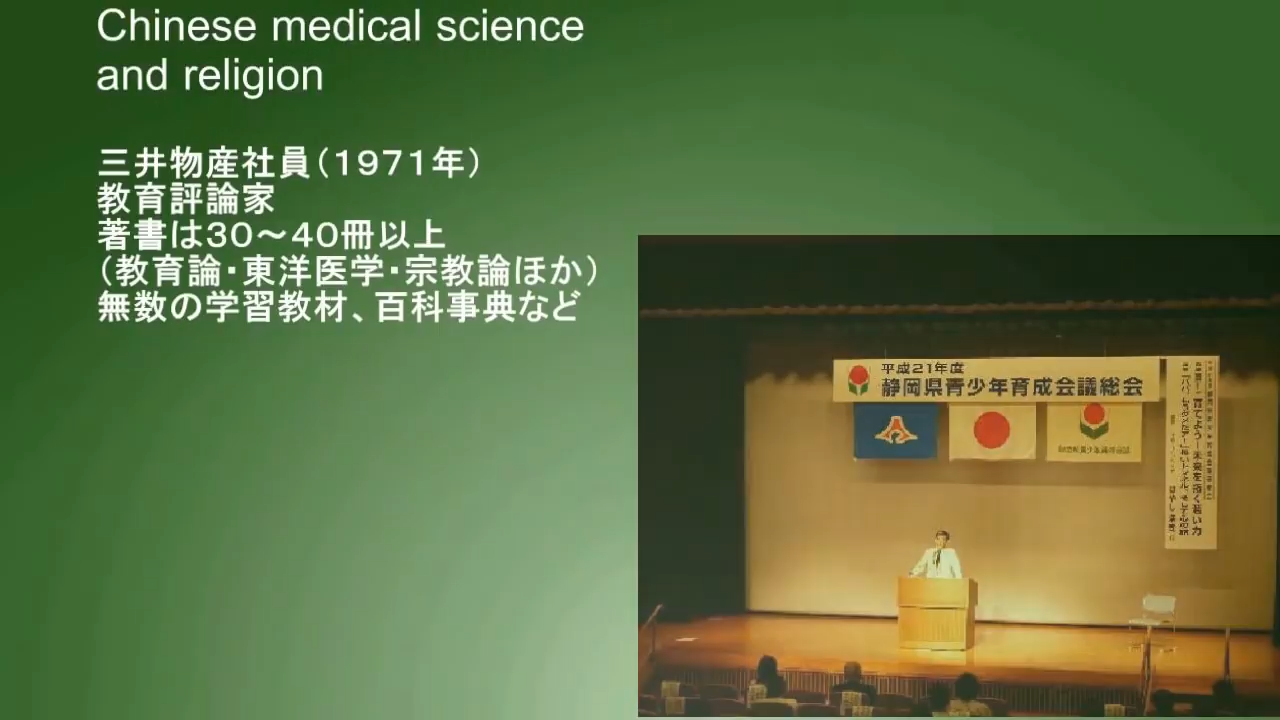 Chinese medical science
and religion
三井物産社員（１９７１年）
教育評論家
著書は３０～４０冊以上
（教育論・東洋医学・宗教論ほか）
無数の学習教材、百科事典など
平成21年度
静岡県青少年育成会議総会